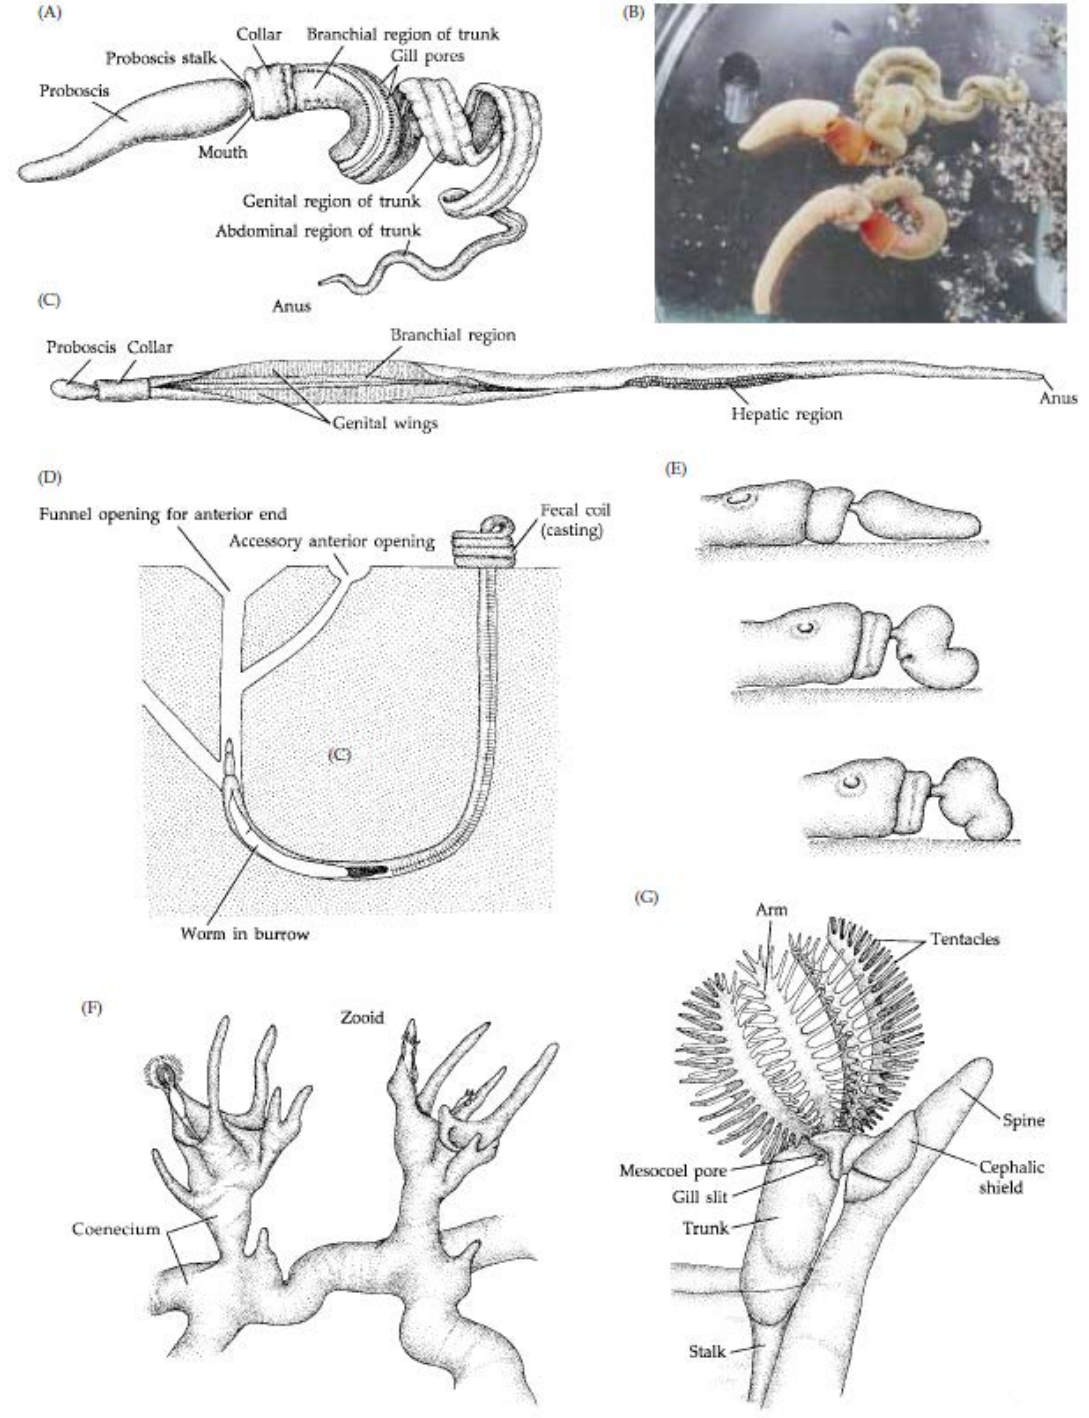 (A)
Collar
Branchial region of trunk
Proboscis stalk
Gill pores
Proboscis
Mouth
Genital region of trunk
Abdominal region of trunk
Anus
(B)
(C)
Proboscis
Collar
Branchial region
Genital wings
Hepatic region
Anus
(D)
Funnel opening for anterior end
Accessory anterior opening
Fecal coil
(casting)
(C)
Worm in burrow
(E)
(F)
Zooid
Coenecium
(G)
Arm
Tentacles
Spine
Cephalic
shield
Mesocoel pore
Gill slit
Trunk
Stalk